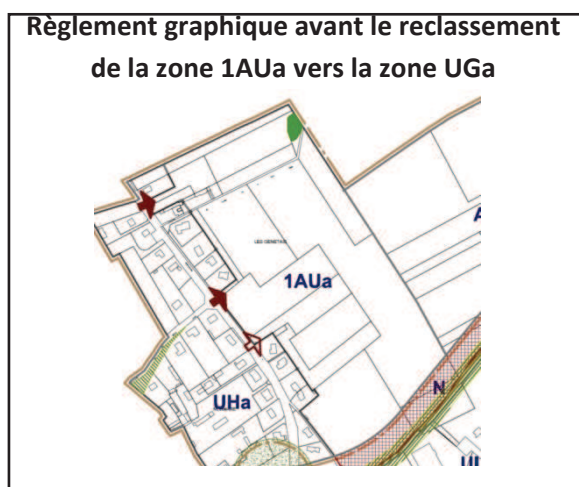 Règlement graphique avant le reclassement
de la zone 1AUa vers la zone UGa
1AUa
N
UHa